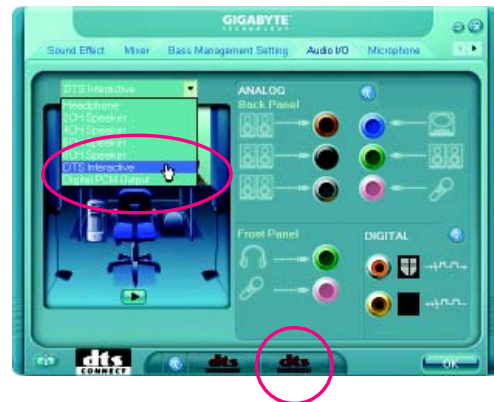 GIGABYTE
TECHNOLOGY
Sound Effect Mixer Bass Management Setting Audio I/O Microphone
DTS Interactive
Headphone
2CH Speaker
4CH Speaker
Speaker
8CH Speaker
DTS Interactive
Digital PCM Output
ANALOG
Back Panel
Front Panel
DIGITAL
dts
CONNECT
dts
dts
OK